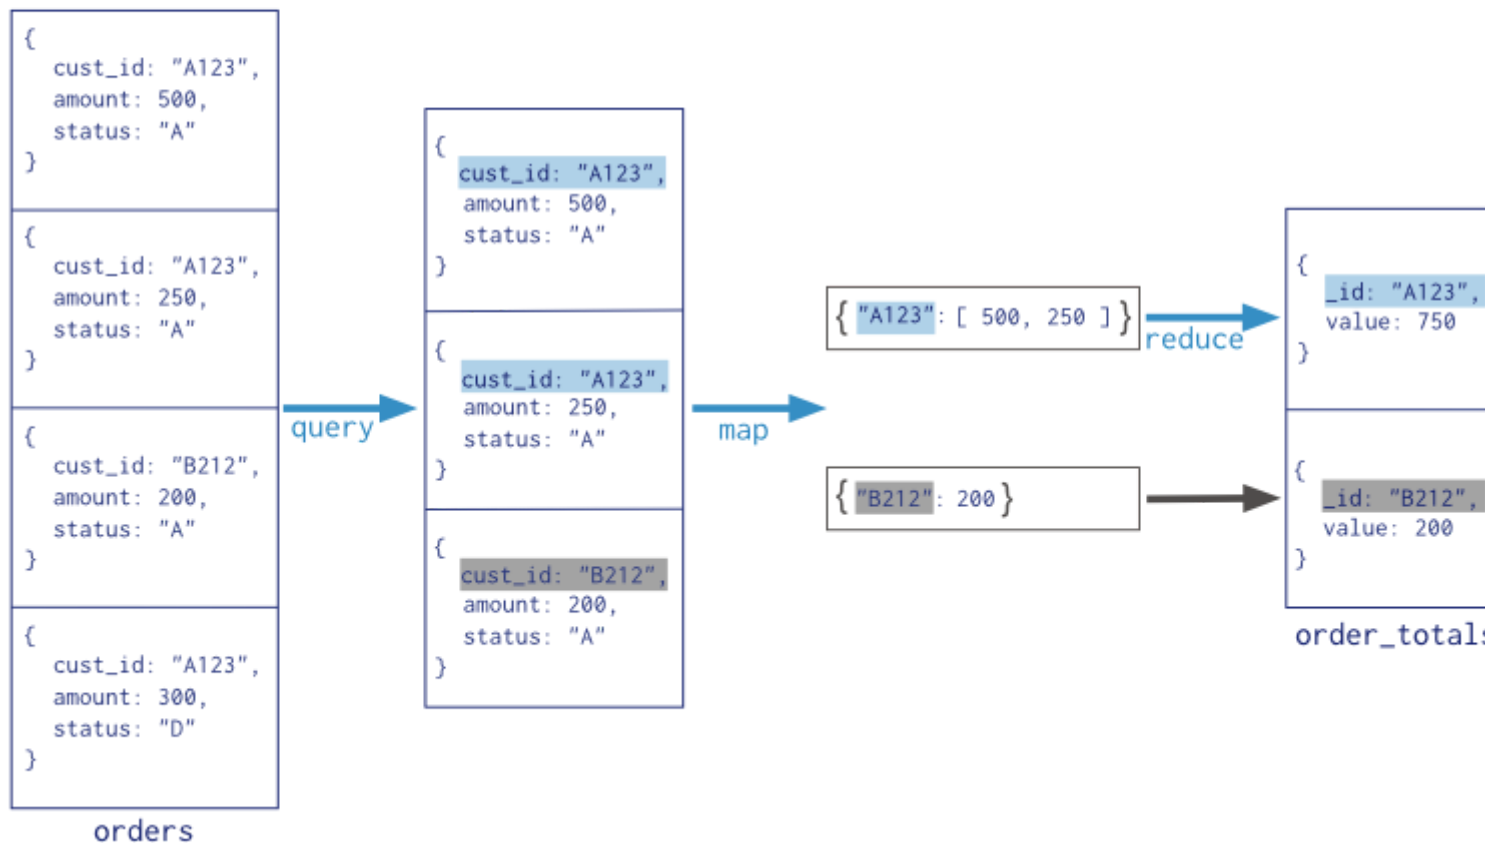 {
cust_id: "A123",
amount: 500,
status: "A"
}
{
cust_id: "A123",
amount: 250,
status: "A"
}
{
cust_id: "B212",
amount: 200,
status: "A"
}
{
cust_id: "A123",
amount: 300,
status: "D"
}
orders
query
{
cust_id: "A123",
amount: 500,
status: "A"
}
{
cust_id: "A123",
amount: 250,
status: "A"
}
{
cust_id: "B212",
amount: 200,
status: "A"
}
map
{ "A123": [ 500, 250 ] }
reduce
{ "B212": 200 }
{
_id: "A123",
value: 750
}
{
_id: "B212",
value: 200
}
order_totals